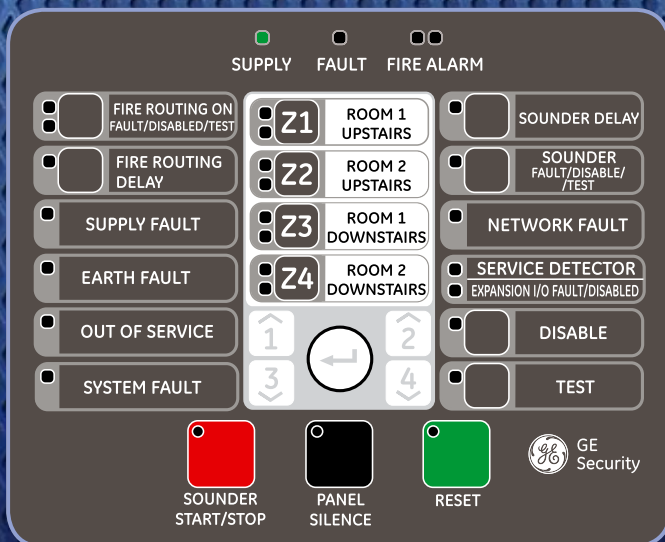 SUPPLY FAULT FIRE ALARM
FIRE ROUTING ON
FAULT/DISABLED/TEST
FIRE ROUTING
DELAY
SUPPLY FAULT
EARTH FAULT
OUT OF SERVICE
SYSTEM FAULT
Z1 ROOM 1
UPSTAIRS
Z2 ROOM 2
UPSTAIRS
Z3 ROOM 1
DOWNSTAIRS
Z4 ROOM 2
DOWNSTAIRS
1 2
3 4
SOUNDER DELAY
SOUNDER
FAULT/DISABLE/
/TEST
NETWORK FAULT
SERVICE DETECTOR
EXPANSION I/O FAULT/DISABLED
DISABLE
TEST
SOUNDER
START/STOP
PANEL
SILENCE
RESET
GE
GE
Security